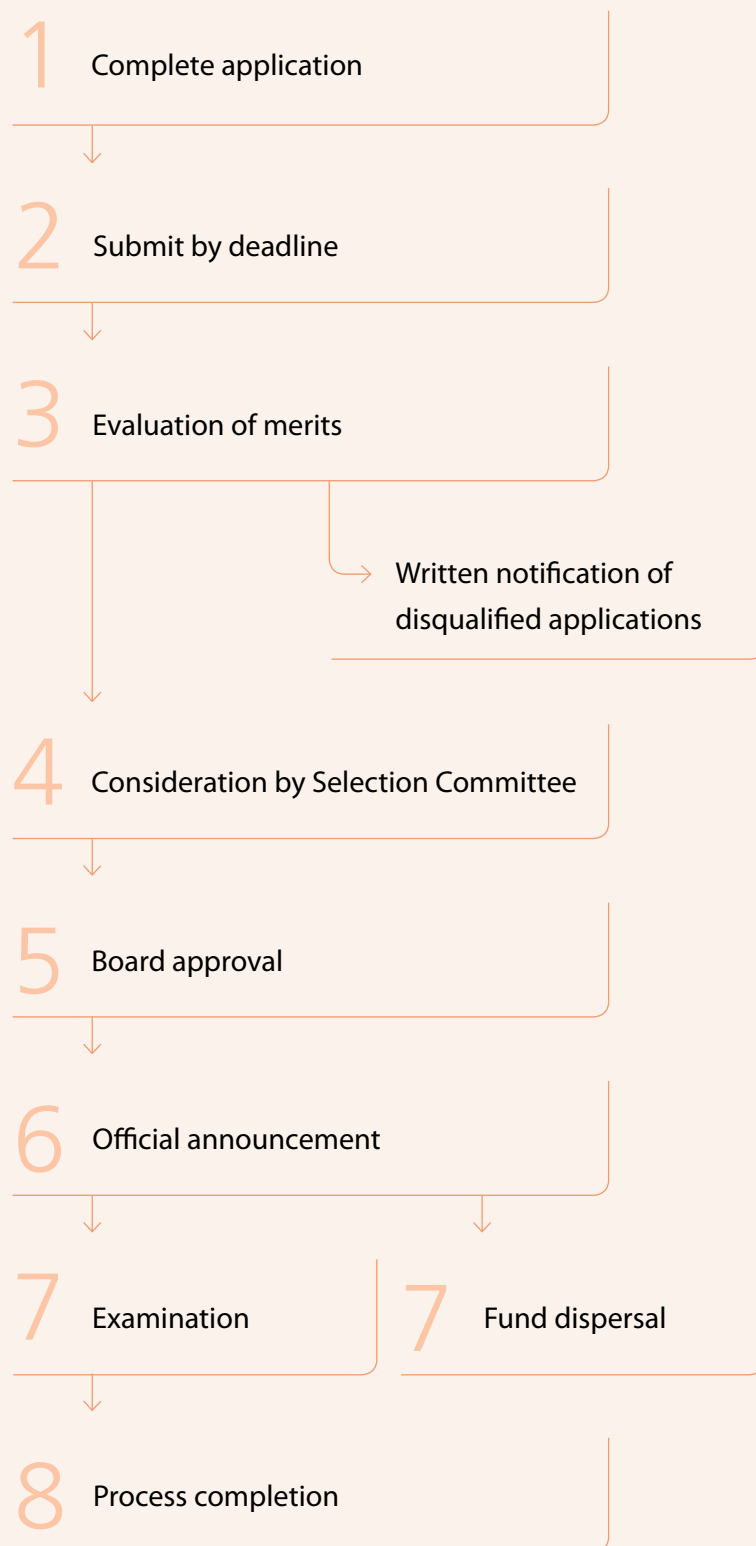 1 Complete application
2 Submit by deadline
3 Evaluation of merits
Written notification of
disqualified applications
4 Consideration by Selection Committee
5 Board approval
6 Official announcement
7 Examination
7 Fund dispersal
8 Process completion